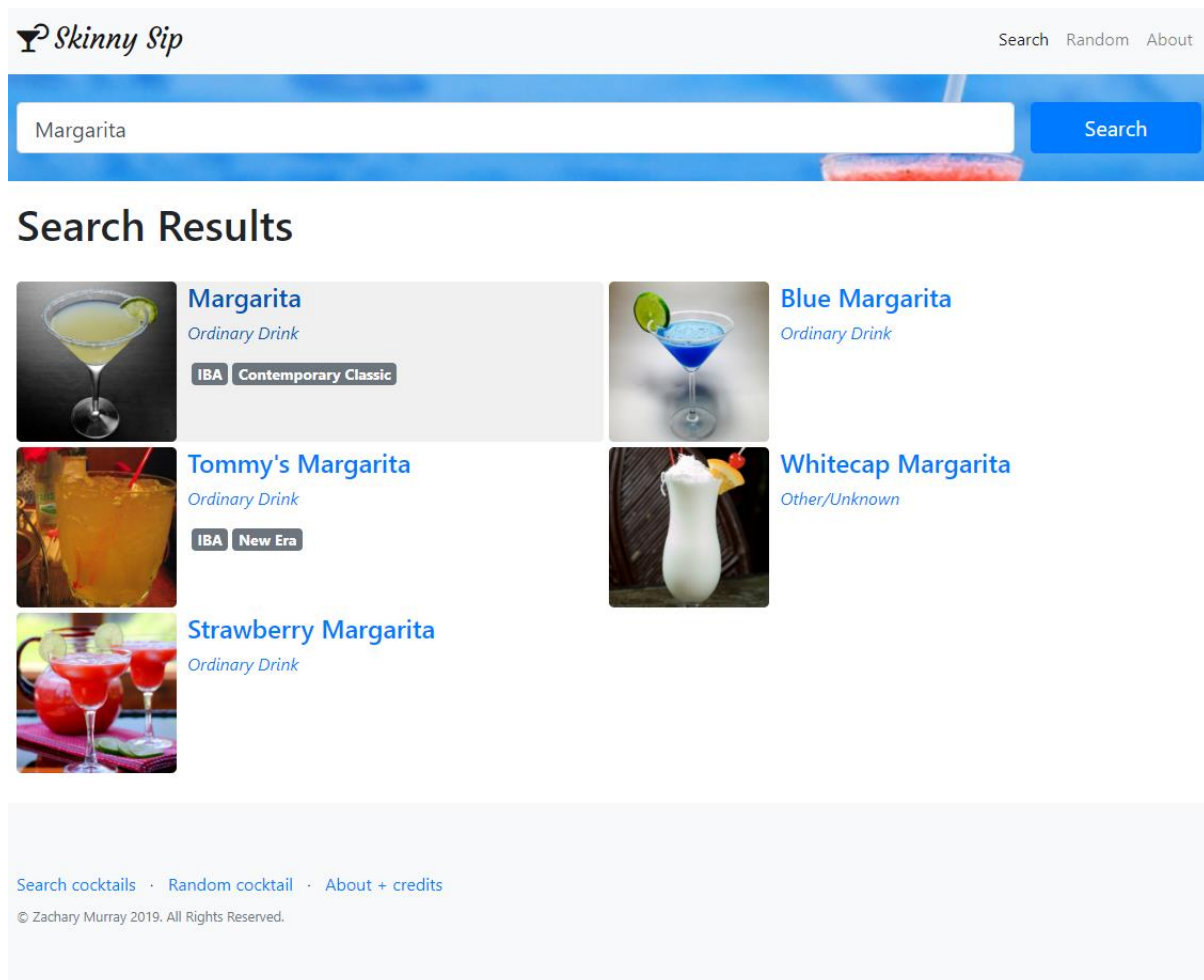 Skinny Sip
Search Random About
Margarita
Search
Search Results
Margarita
Ordinary Drink
IBA Contemporary Classic
Blue Margarita
Ordinary Drink
Tommy's Margarita
Ordinary Drink
IBA New Era
Whitecap Margarita
Other/Unknown
Strawberry Margarita
Ordinary Drink
Search cocktails · Random cocktail · About + credits
© Zachary Murray 2019. All Rights Reserved.